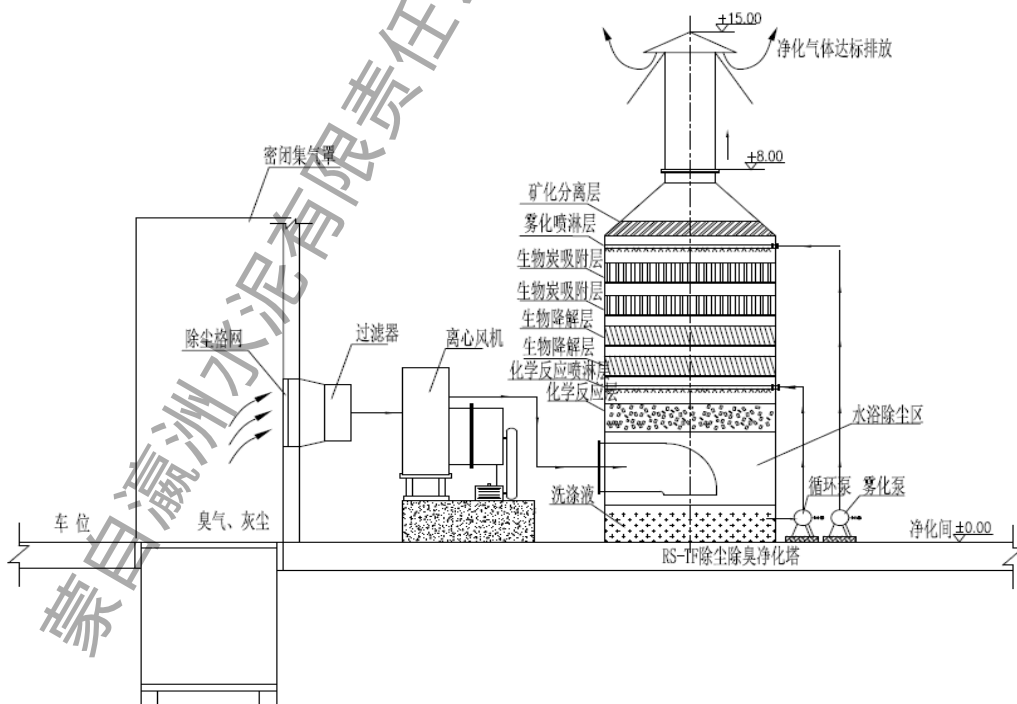 ±15.00
净化气体达标排放
密闭集气罩
±8.00
矿化分离层
雾化喷淋层
生物炭吸附层
生物炭吸附层
生物降解层
生物降解层
化学反应喷淋层
化学反应层
除尘格网
过滤器
离心风机
水浴除尘区
洗涤液
循环泵
雾化泵
车 位
臭气、灰尘
净化间±0.00
RS-TF除尘除臭净化塔
蒙自瀛洲水泥有限责任